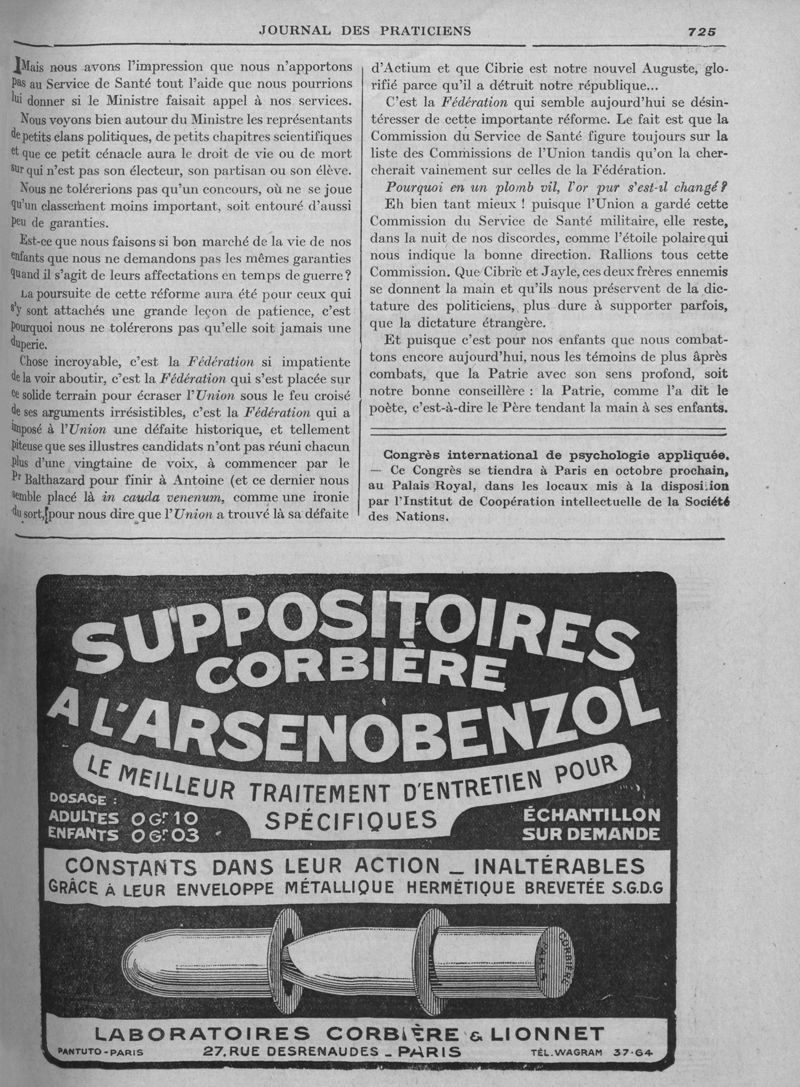 JOURNAL DES PRATICIENS
725
Mais nous avons l'impression que nous n'apportons
pas au Service de Santé tout l'aide que nous pourrions
lui donner si le Ministre faisait appel à nos services.
Nous voyons bien autour du Ministre les représentants
de petits clans politiques, de petits chapitres scientifiques
et que ce petit cénacle aura le droit de vie ou de mort
sur qui n'est pas son électeur, son partisan ou son élève.
Nous ne tolérerions pas qu'un concours, où ne se joue
qu'un classement moins important, soit entouré d'aussi
peu de garanties.
Est-ce que nous faisons si bon marché de la vie de nos
enfants que nous ne demandons pas les mêmes garanties
quand il s'agit de leurs affectations en temps de guerre ?
La poursuite de cette réforme aura été pour ceux qui
s'y sont attachés une grande leçon de patience, c'est
pourquoi nous ne tolérerons pas qu'elle soit jamais une
duperie.
Chose incroyable, c'est la Fédération si impatiente
de la voir aboutir, c'est la Fédération qui s'est placée sur
ce solide terrain pour écraser l'Union sous le feu croisé
de ses arguments irrésistibles, c'est la Fédération qui a
imposé à l'Union une défaite historique, et tellement
piteuse que ses illustres candidats n'ont pas réuni chacun
plus d'une vingtaine de voix, à commencer par le
Pr Balthazard pour finir à Antoine (et ce dernier nous
semble placé là in cauda venenum, comme une ironie
du sort, pour nous dire que l'Union a trouvé là sa défaite
d'Actium et que Cibrie est notre nouvel Auguste, glo-
rifié parce qu'il a détruit notre république...
C'est la Fédération qui semble aujourd'hui se désin-
téresser de cette importante réforme. Le fait est que la
Commission du Service de Santé figure toujours sur la
liste des Commissions de l'Union tandis qu'on la cher-
cherait vainement sur celles de la Fédération.
Pourquoi en un plomb vil, l'or pur s'est-il changé ?
Eh bien tant mieux ! puisque l'Union a gardé cette
Commission du Service de Santé militaire, elle reste,
dans la nuit de nos discordes, comme l'étoile polaire qui
nous indique la bonne direction. Rallions tous cette
Commission. Que Cibrie et Jayle, ces deux frères ennemis
se donnent la main et qu'ils nous préservent de la dic-
tature des politiciens, plus dure à supporter parfois,
que la dictature étrangère.
Et puisque c'est pour nos enfants que nous combat-
tons encore aujourd'hui, nous les témoins de plus âpres
combats, que la Patrie avec son sens profond, soit
notre bonne conseillère : la Patrie, comme l'a dit le
poète, c'est-à-dire le Père tendant la main à ses enfants.
Congrès international de psychologie appliquée.
— Ce Congrès se tiendra à Paris en octobre prochain,
au Palais Royal, dans les locaux mis à la disposition
par l'Institut de Coopération intellectuelle de la Société
des Nations.
SUPPOSITOIRES
CORBIÈRE
A L'ARSENOBENZOL
LE MEILLEUR TRAITEMENT D'ENTRETIEN POUR
SPÉCIFIQUES
DOSAGE :
ADULTES 0 Gr 10
ENFANTS 0 Gr 03
ÉCHANTILLON
SUR DEMANDE
CONSTANTS DANS LEUR ACTION _ INALTÉRABLES
GRÂCE À LEUR ENVELOPPE MÉTALLIQUE HERMÉTIQUE BREVETÉE S.G.D.G
CORBIÈRE
PARIS
LABORATOIRES CORBIÈRE & LIONNET
PANTUTO-PARIS
27, RUE DESRENAUDES _ PARIS
TÉL. WAGRAM 37-64